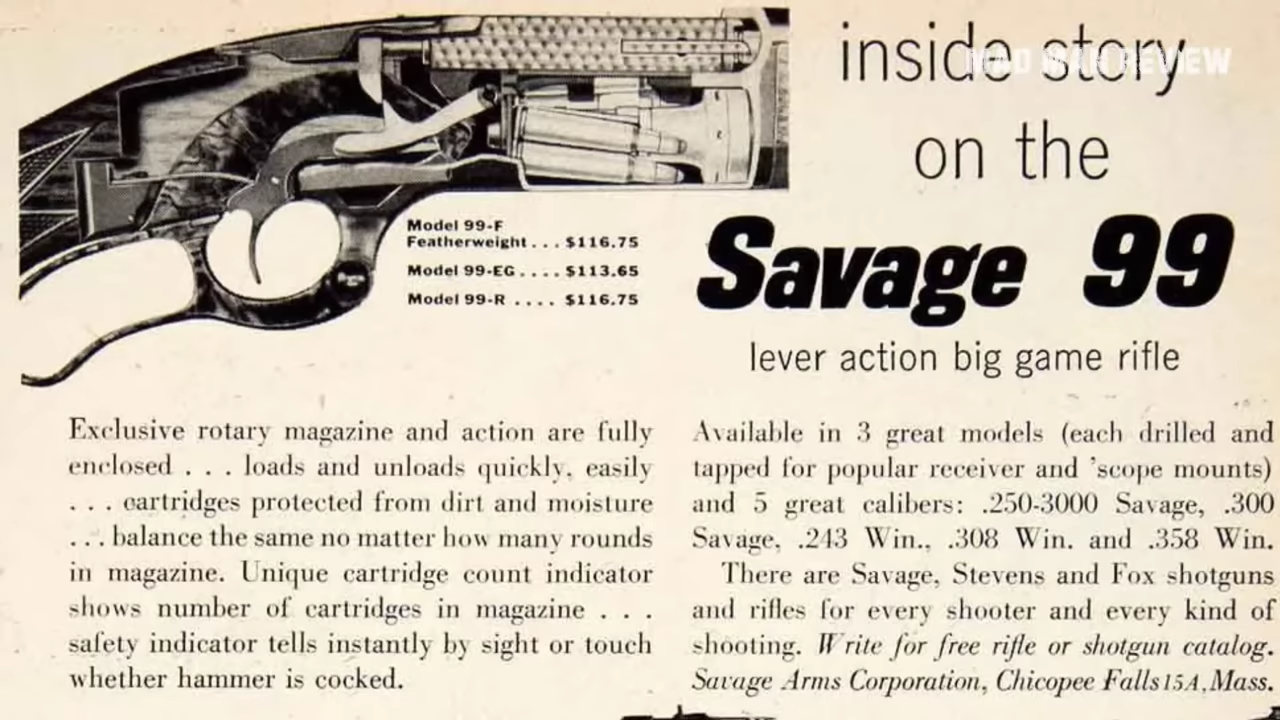 inside story
MAD MAN REVIEW
on the
Savage 99
lever action big game rifle
Model 99-F
Featherweight . . . $116.75
Model 99-EG . . . . $113.65
Model 99-R . . . . $116.75
Exclusive rotary magazine and action are fully
enclosed . . . loads and unloads quickly, easily
. . . cartridges protected from dirt and moisture
. . . balance the same no matter how many rounds
in magazine. Unique cartridge count indicator
shows number of cartridges in magazine . . .
safety indicator tells instantly by sight or touch
whether hammer is cocked.
Available in 3 great models (each drilled and
tapped for popular receiver and 'scope mounts)
and 5 great calibers: .250-3000 Savage, .300
Savage, .243 Win., .308 Win. and .358 Win.
There are Savage, Stevens and Fox shotguns
and rifles for every shooter and every kind of
shooting. Write for free rifle or shotgun catalog.
Savage Arms Corporation, Chicopee Falls 15A, Mass.